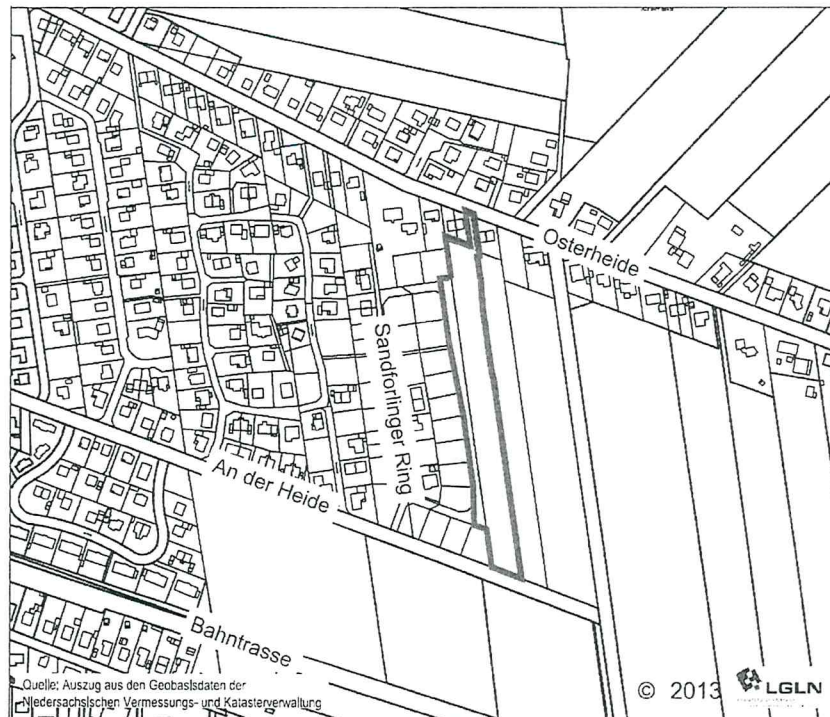 Osterheide
Sandforlinger Ring
An der Heide
Bahntrasse
Quelle: Auszug aus den Geobasisdaten der
Niedersächsischen Vermessungs- und Katasterverwaltung
© 2013 LGLN